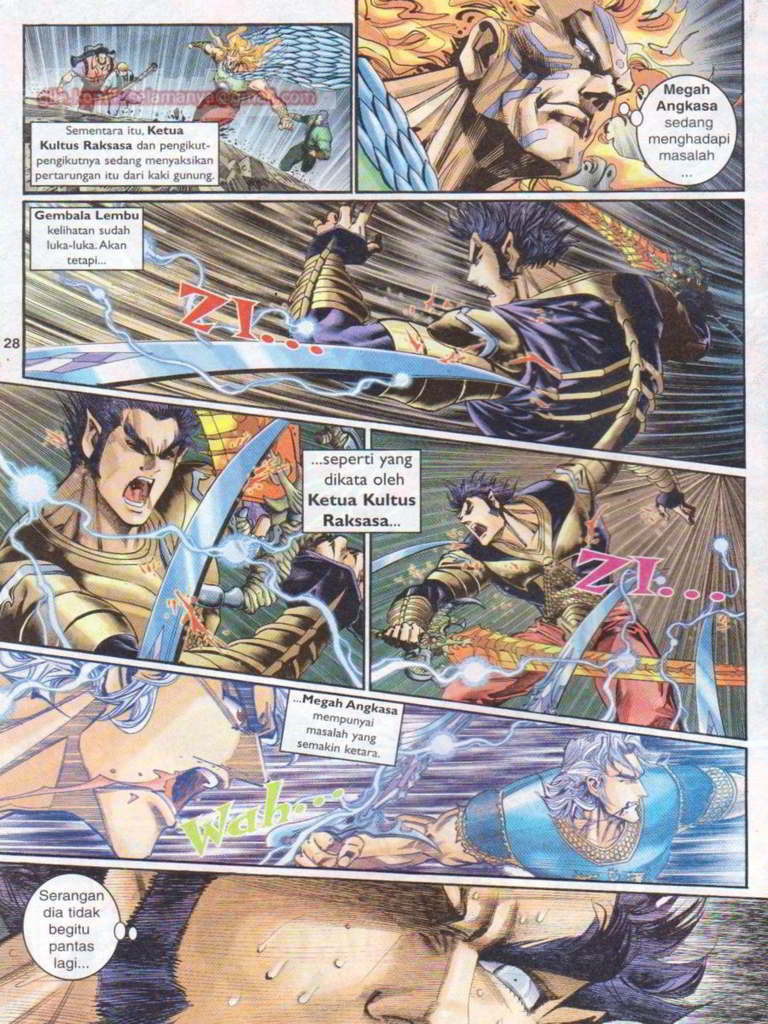 Sementara itu, Ketua
Kultus Raksasa dan pengikut-
pengikutnya sedang menyaksikan
pertarungan itu dari kaki gunung.
Megah
Angkasa
sedang
menghadapi
masalah
...
Gembala Lembu
kelihatan sudah
luka-luka. Akan
tetapi...
ZI...
28
...seperti yang
dikata oleh
Ketua Kultus
Raksasa...
ZI...
...Megah Angkasa
mempunyai
masalah yang
semakin ketara.
Wah...
Serangan
dia tidak
begitu
pantas
lagi...